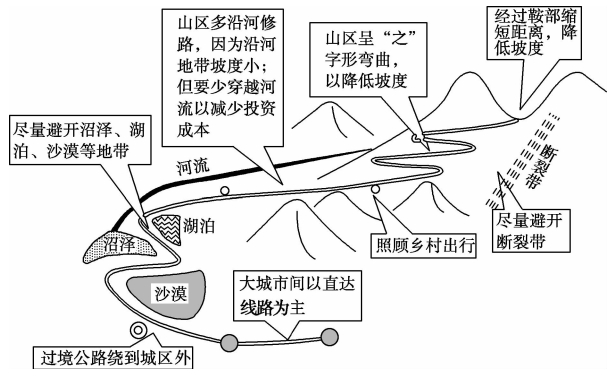 经过鞍部缩
短距离，降
低坡度
山区多沿河修
路，因为沿河
地带坡度小；
但要少穿越河
流以减少投资
成本
山区呈“之”
字形弯曲，
以降低坡度
尽量避开沼泽、湖
泊、沙漠等地带
河流
断裂带
尽量避开
断裂带
湖泊
沼泽
照顾乡村出行
沙漠
大城市间以直达
线路为主
过境公路绕到城区外